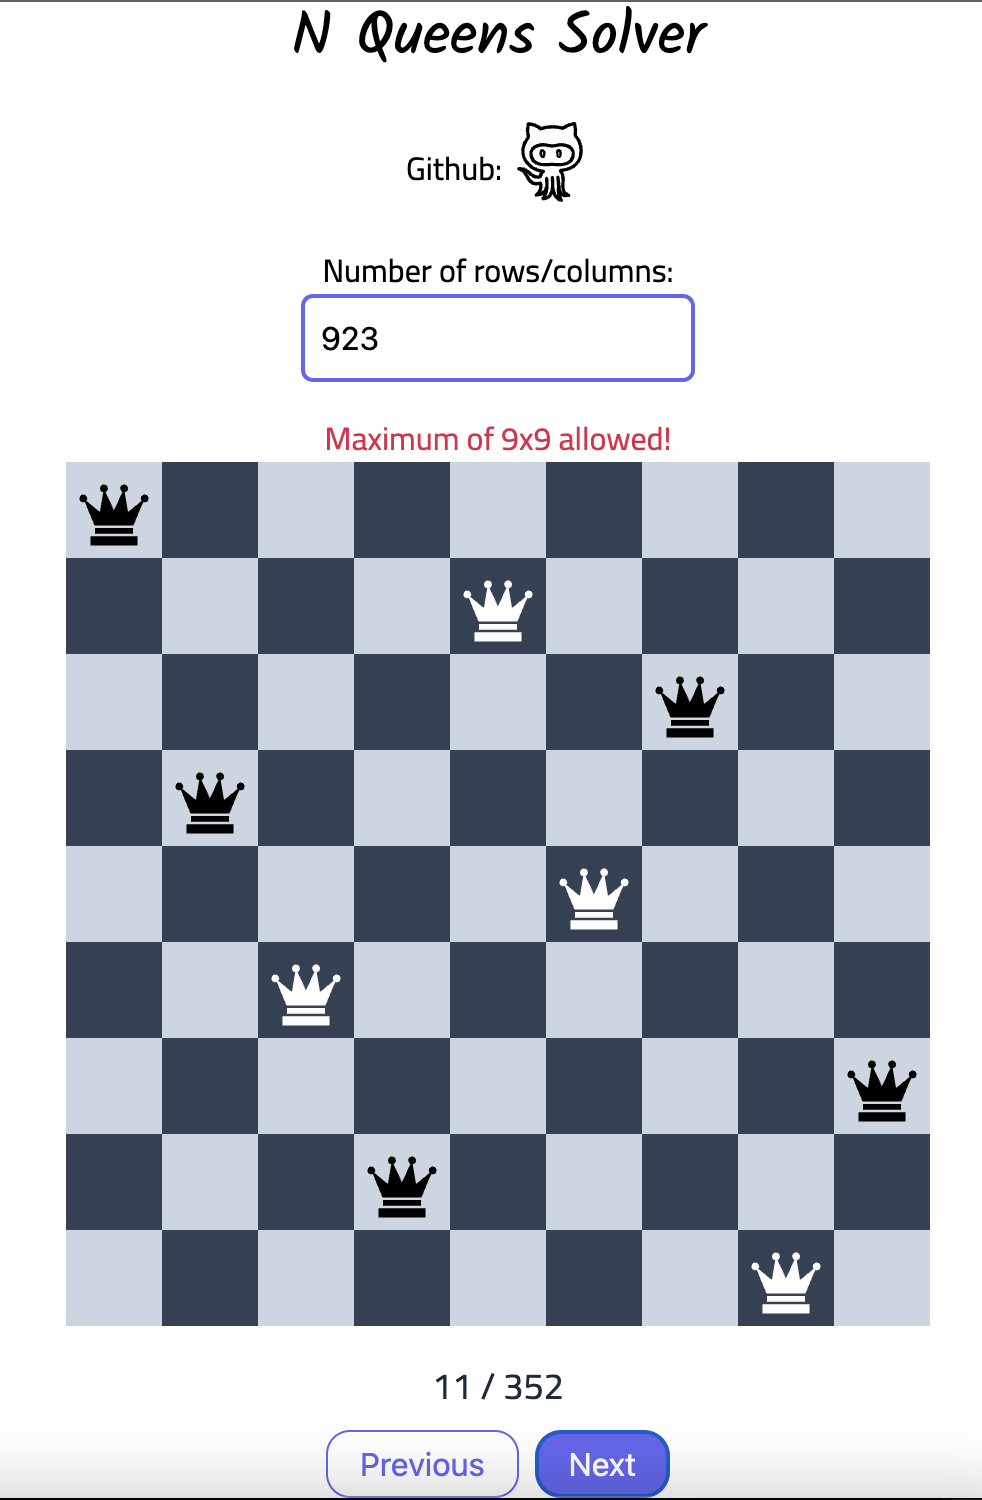 N Queens Solver
Github:
Number of rows/columns:
923
Maximum of 9x9 allowed!
11 / 352
Previous
Next